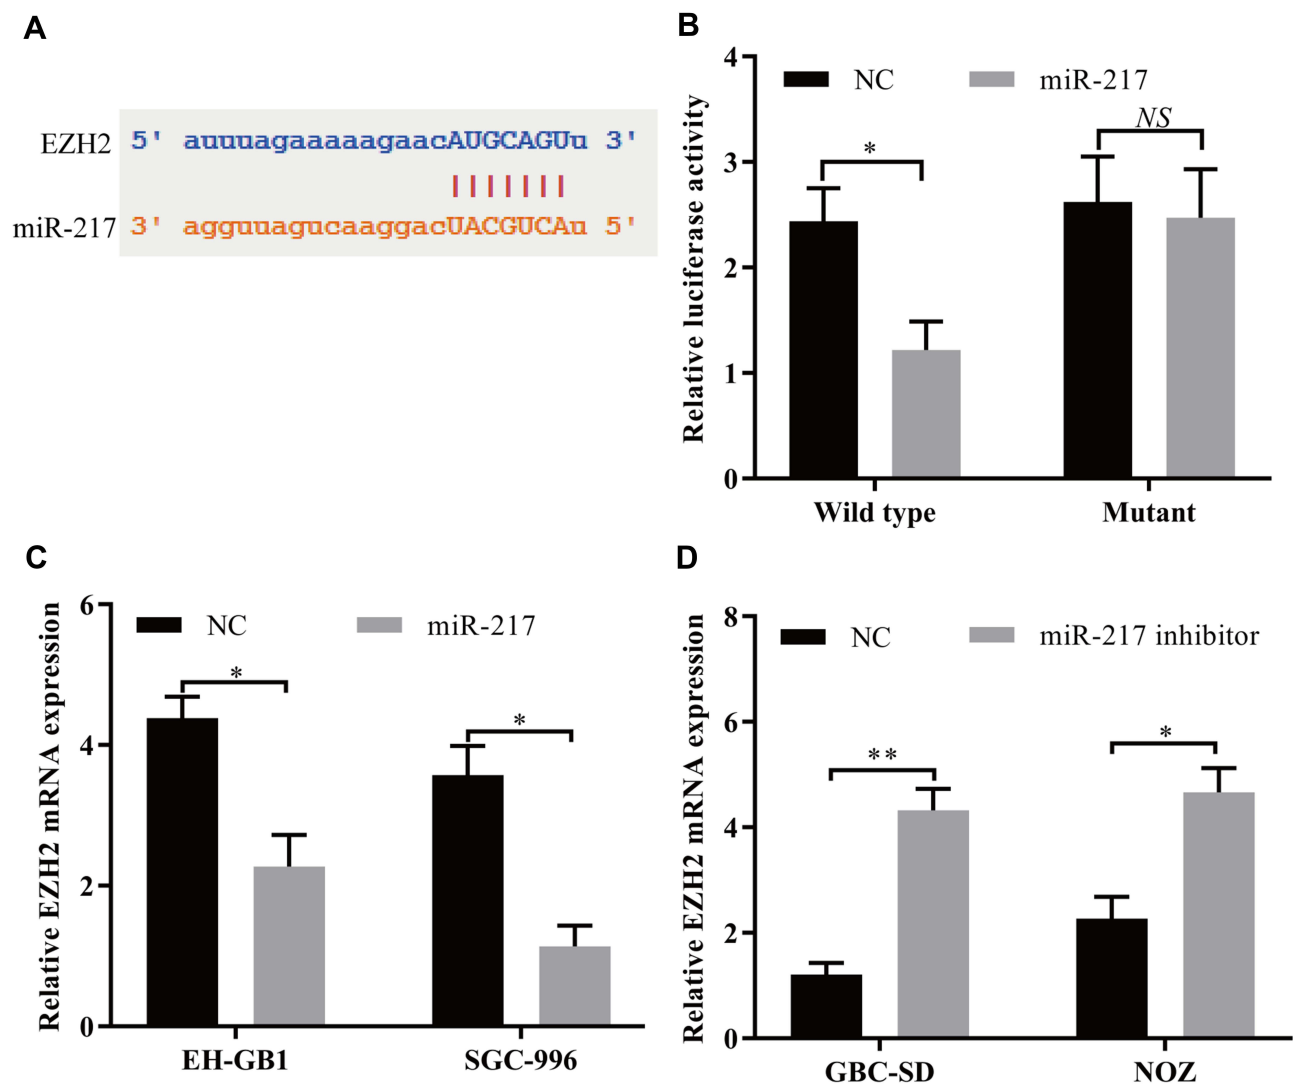 A
EZH2 5' auuuagaaaaagaacAUGCAGUu 3'
miR-217 3' agguuagucaaggacUACGUCAu 5'
B
Relative luciferase activity
4
3
2
1
0
NC
miR-217
*
NS
Wild type
Mutant
C
Relative EZH2 mRNA expression
6
4
2
0
NC
miR-217
*
*
EH-GB1
SGC-996
D
Relative EZH2 mRNA expression
8
6
4
2
0
NC
miR-217 inhibitor
**
*
GBC-SD
NOZ